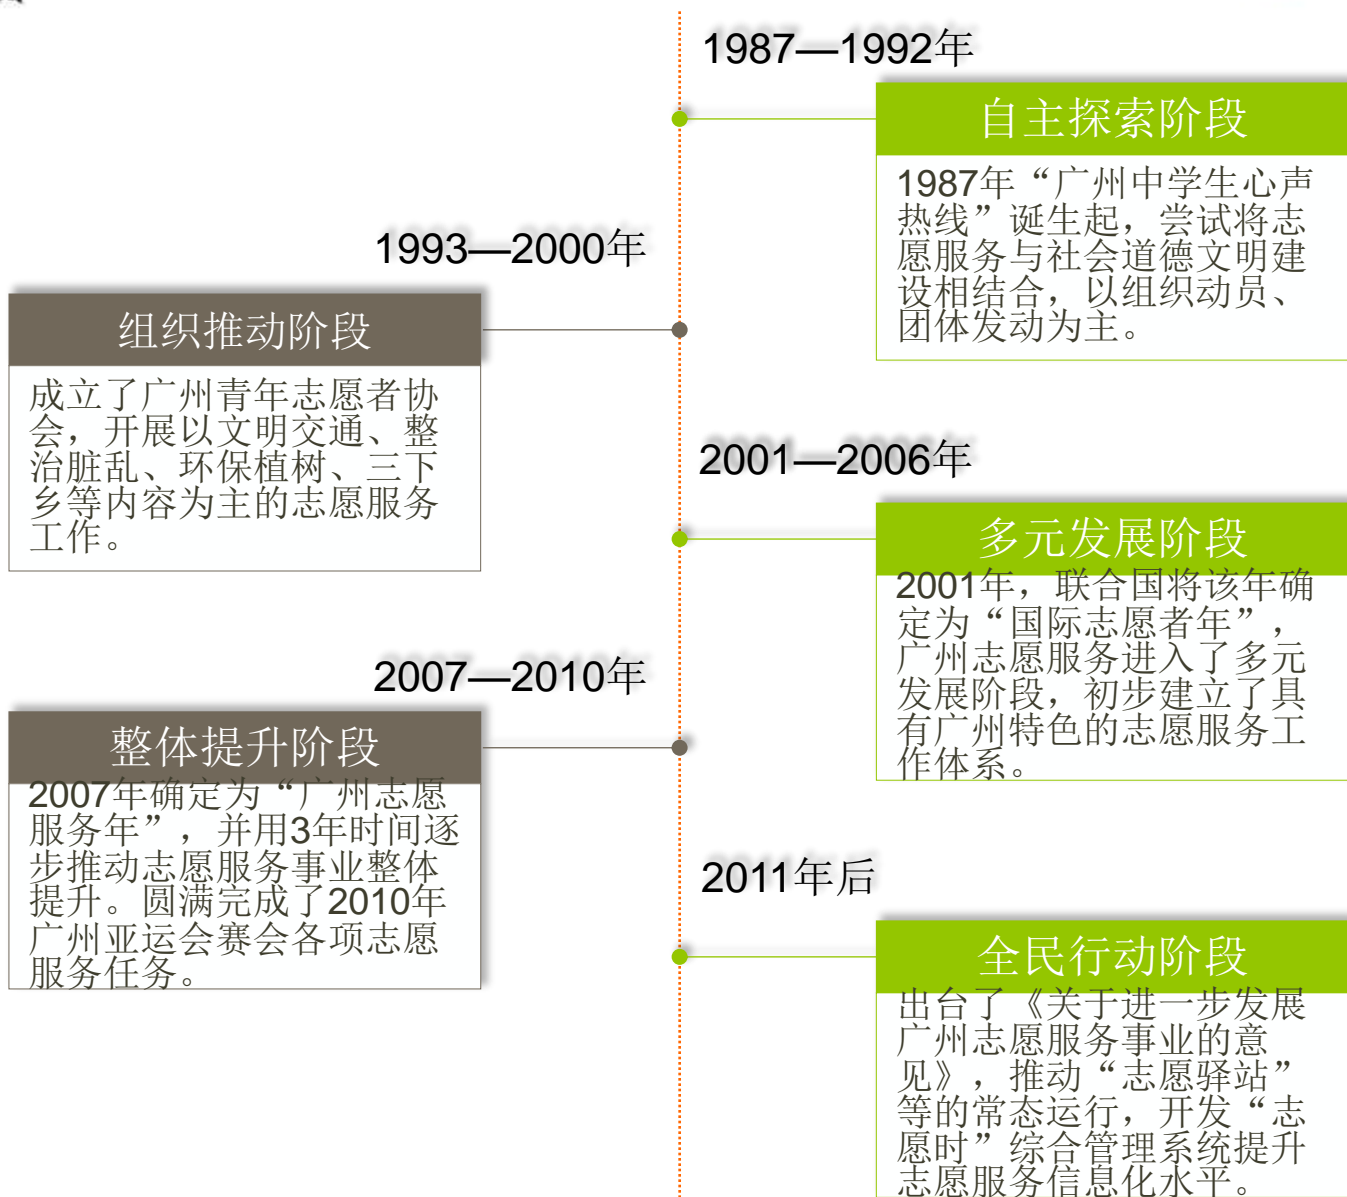 1987—1992年
自主探索阶段
1987年“广州中学生心声
热线”诞生起，尝试将志
愿服务与社会道德文明建
设相结合，以组织动员、
团体发动为主。
1993—2000年
组织推动阶段
成立了广州青年志愿者协
会，开展以文明交通、整
治脏乱、环保植树、三下
乡等内容为主的志愿服务
工作。
2001—2006年
多元发展阶段
2001年，联合国将该年确
定为“国际志愿者年”，
广州志愿服务进入了多元
发展阶段，初步建立了具
有广州特色的志愿服务工
作体系。
2007—2010年
整体提升阶段
2007年确定为“广州志愿
服务年”，并用3年时间逐
步推动志愿服务事业整体
提升。圆满完成了2010年
广州亚运会赛会各项志愿
服务任务。
2011年后
全民行动阶段
出台了《关于进一步发展
广州志愿服务事业的意
见》，推动“志愿驿站”
等的常态运行，开发“志
愿时”综合管理系统提升
志愿服务信息化水平。